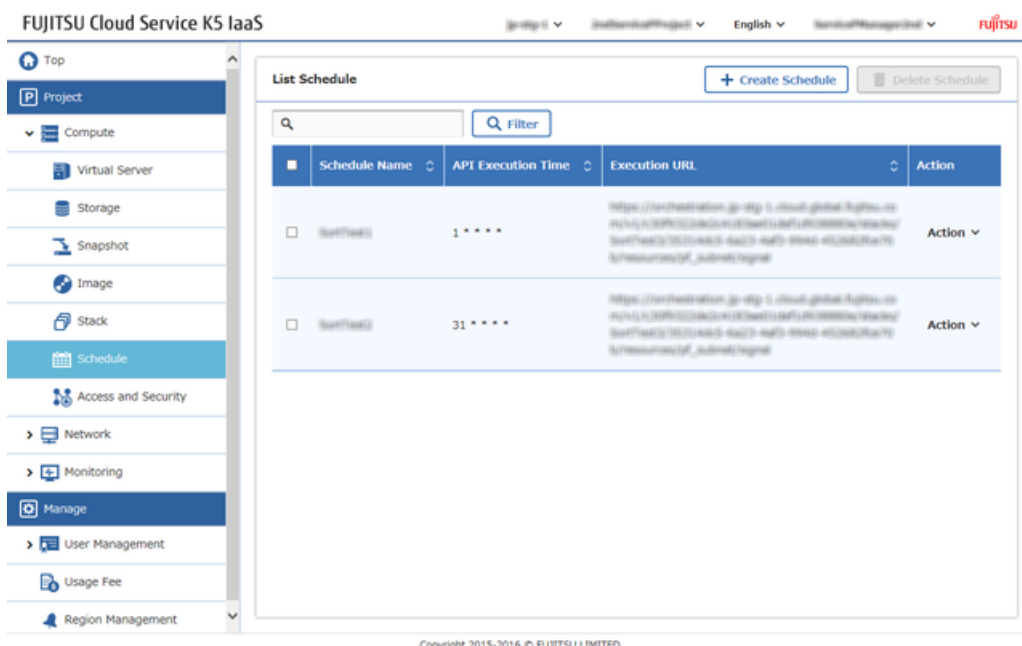 FUJITSU Cloud Service K5 IaaS
English
FUJITSU
Top
Project
Compute
Virtual Server
Storage
Snapshot
Image
Stack
Schedule
Access and Security
Network
Monitoring
Manage
User Management
Usage Fee
Region Management
List Schedule
+ Create Schedule
Delete Schedule
Filter
Schedule Name
API Execution Time
Execution URL
Action
1 * * * *
Action
31 * * * *
Action
Copyright 2015-2016 © FUJITSU LIMITED